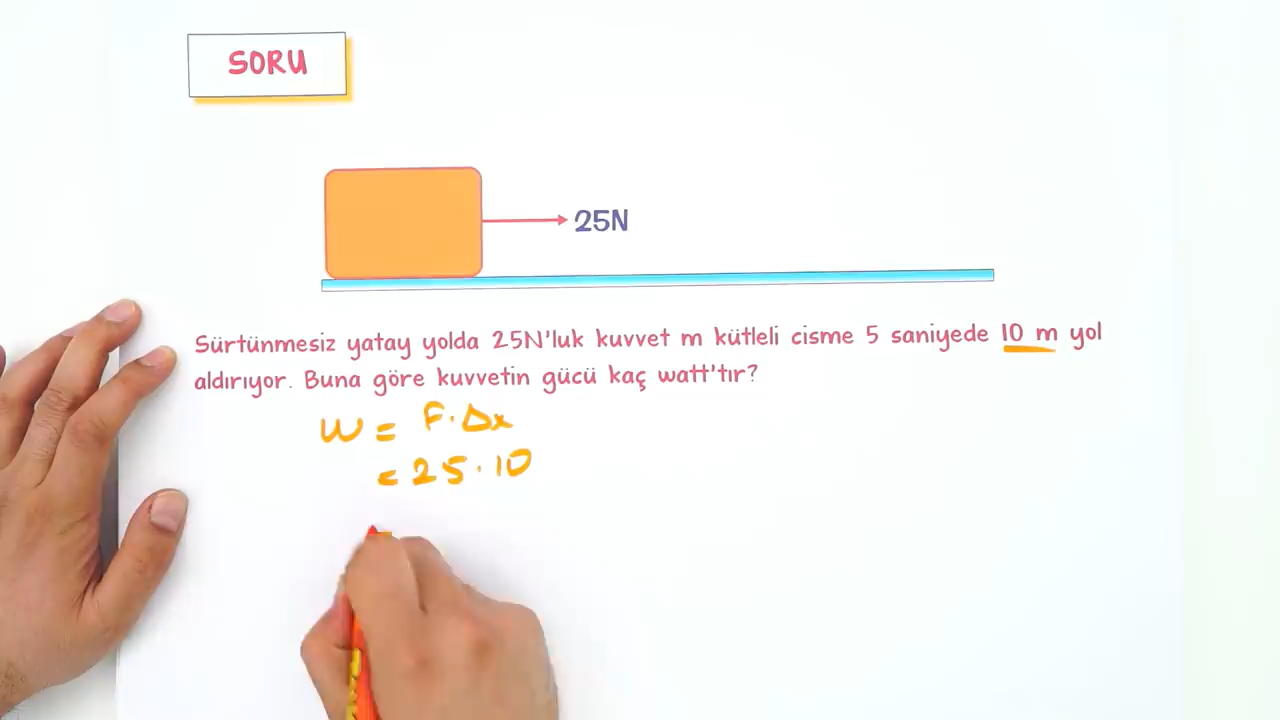 SORU
25N
Sürtünmesiz yatay yolda 25N'luk kuvvet m kütleli cisme 5 saniyede 10 m yol
aldırıyor. Buna göre kuvvetin gücü kaç watt'tır?
W = F·Δx
= 25·10